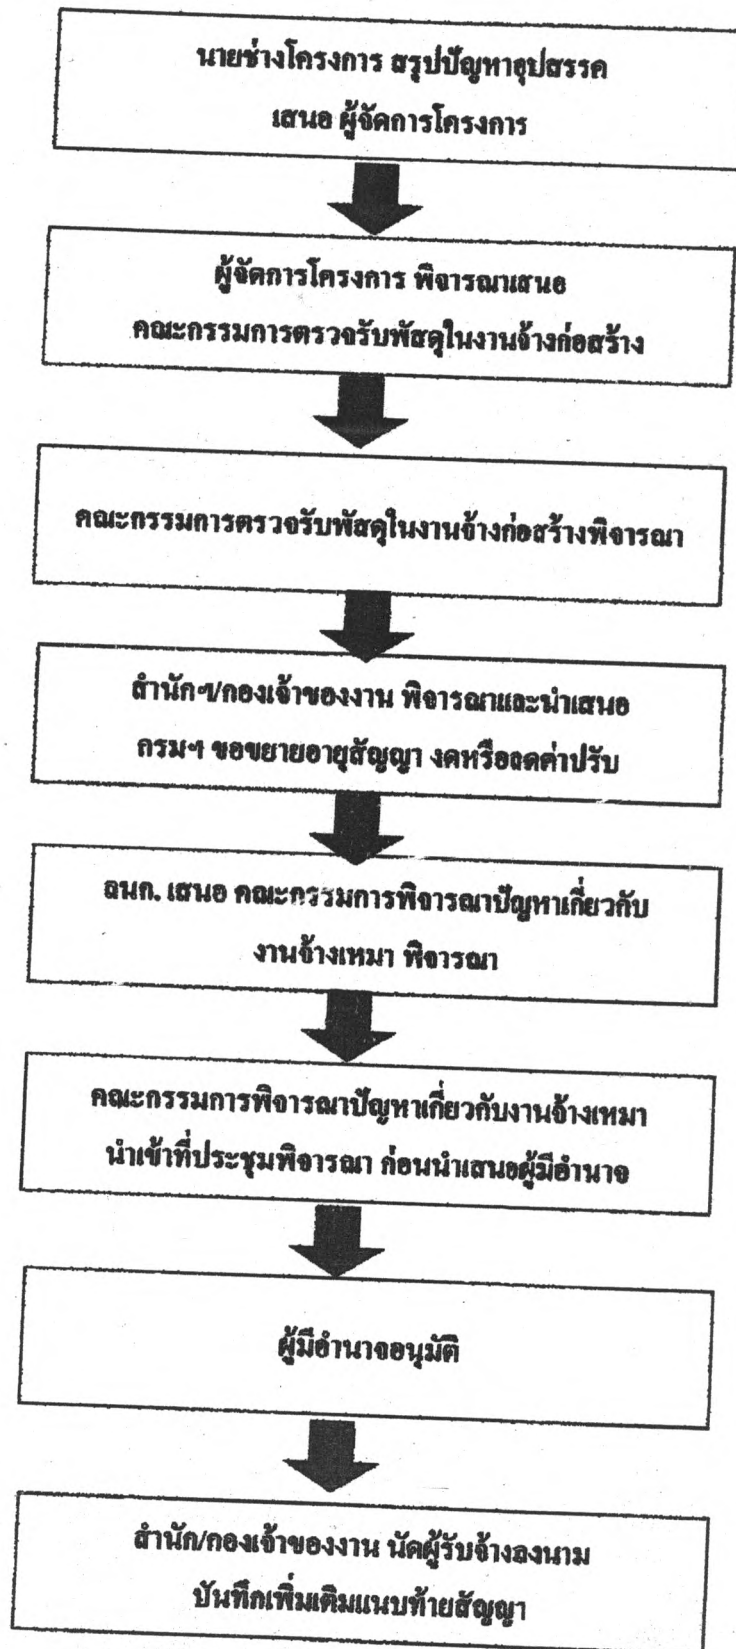 นายช่างโครงการ สรุปปัญหาอุปสรรค
เสนอ ผู้จัดการโครงการ
ผู้จัดการโครงการ พิจารณาเสนอ
คณะกรรมการตรวจรับพัสดุในงานจ้างก่อสร้าง
คณะกรรมการตรวจรับพัสดุในงานจ้างก่อสร้างพิจารณา
สำนักฯ/กองเจ้าของงาน พิจารณาและนำเสนอ
กรมฯ ขอขยายอายุสัญญา งดหรือลดค่าปรับ
ลนก. เสนอ คณะกรรมการพิจารณาปัญหาเกี่ยวกับ
งานจ้างเหมา พิจารณา
คณะกรรมการพิจารณาปัญหาเกี่ยวกับงานจ้างเหมา
นำเข้าที่ประชุมพิจารณา ก่อนนำเสนอผู้มีอำนาจ
ผู้มีอำนาจอนุมัติ
สำนัก/กองเจ้าของงาน นัดผู้รับจ้างลงนาม
บันทึกเพิ่มเติมแนบท้ายสัญญา